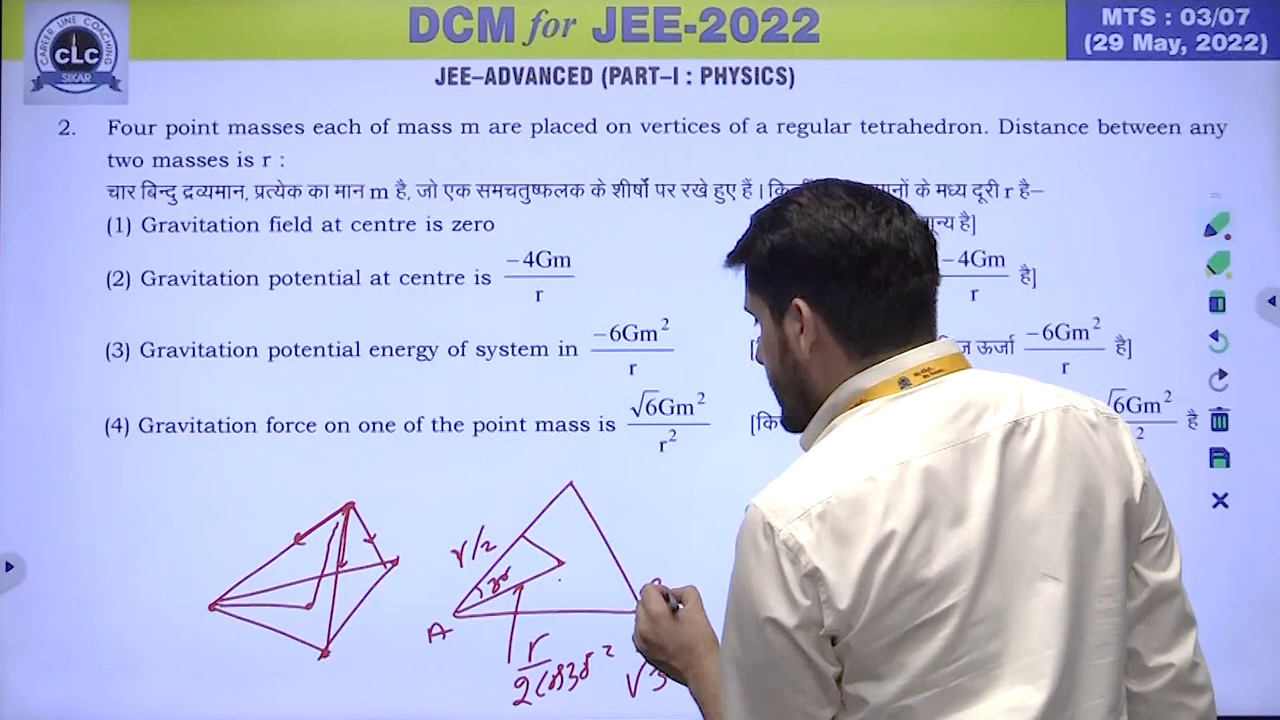 DCM for JEE-2022
MTS : 03/07
(29 May, 2022)
CAREER LINE COACHING
CLC
SIKAR
JEE–ADVANCED (PART–I : PHYSICS)
2. Four point masses each of mass m are placed on vertices of a regular tetrahedron. Distance between any
two masses is r :
चार बिन्दु द्रव्यमान, प्रत्येक का मान m है, जो एक समचतुष्फलक के शीर्षों पर रखे हुए हैं। के मध्य दूरी r है–
(1) Gravitation field at centre is zero है]
(2) Gravitation potential at centre is −4Gm/r −4Gm/r है]
(3) Gravitation potential energy of system in −6Gm²/r ऊर्जा −6Gm²/r है]
(4) Gravitation force on one of the point mass is √6Gm²/r² √6Gm² है
r/2
30°
A
r/2cos30°